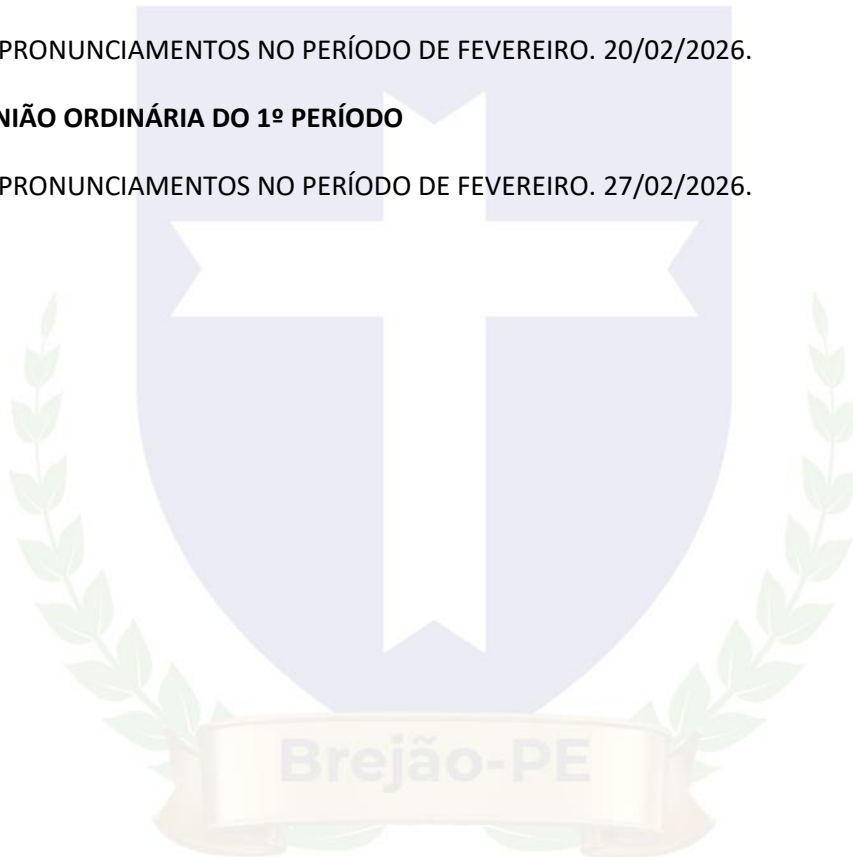 PRONUNCIAMENTOS NO PERÍODO DE FEVEREIRO. 20/02/2026.
NIÃO ORDINÁRIA DO 1º PERÍODO
PRONUNCIAMENTOS NO PERÍODO DE FEVEREIRO. 27/02/2026.
Brejão-PE